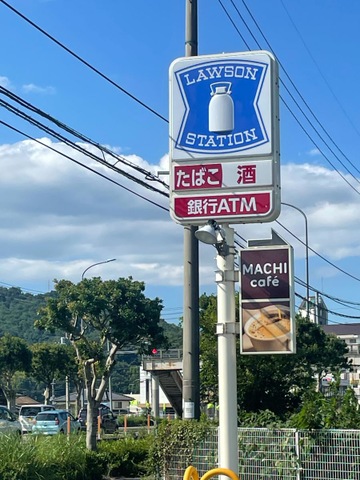 LAWSON
STATION
たばこ 酒
銀行ATM
MACHI
café